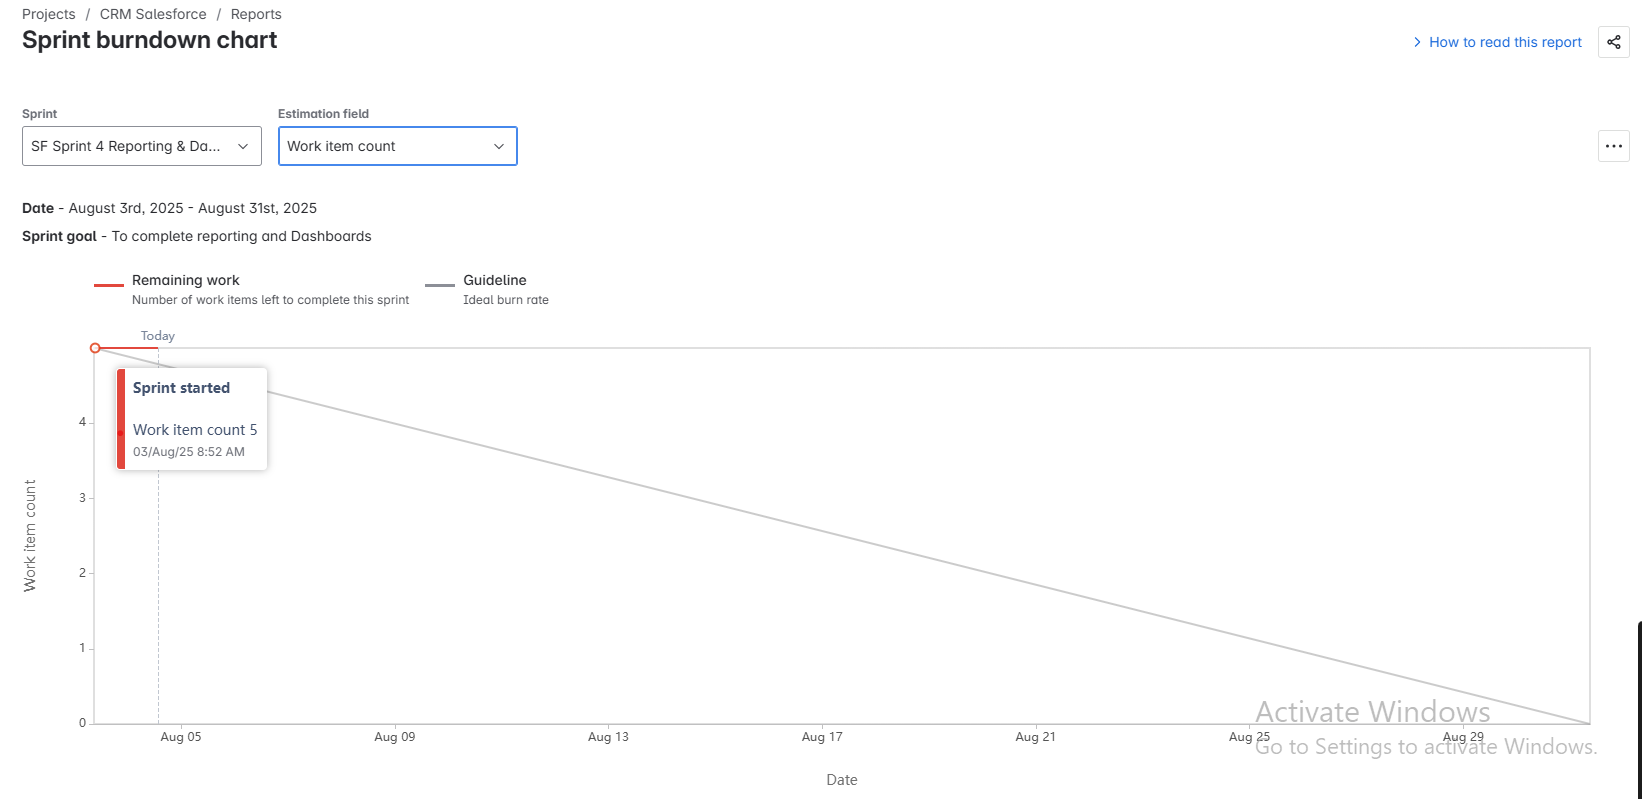 Projects / CRM Salesforce / Reports
Sprint burndown chart
How to read this report
Sprint
Estimation field
SF Sprint 4 Reporting & Da...
Work item count
Date - August 3rd, 2025 - August 31st, 2025
Sprint goal - To complete reporting and Dashboards
Remaining work
Number of work items left to complete this sprint
Guideline
Ideal burn rate
Today
Sprint started
Work item count 5
03/Aug/25 8:52 AM
Work item count
4
3
2
1
0
Aug 05
Aug 09
Aug 13
Aug 17
Aug 21
Aug 25
Aug 29
Date
Activate Windows
Go to Settings to activate Windows.